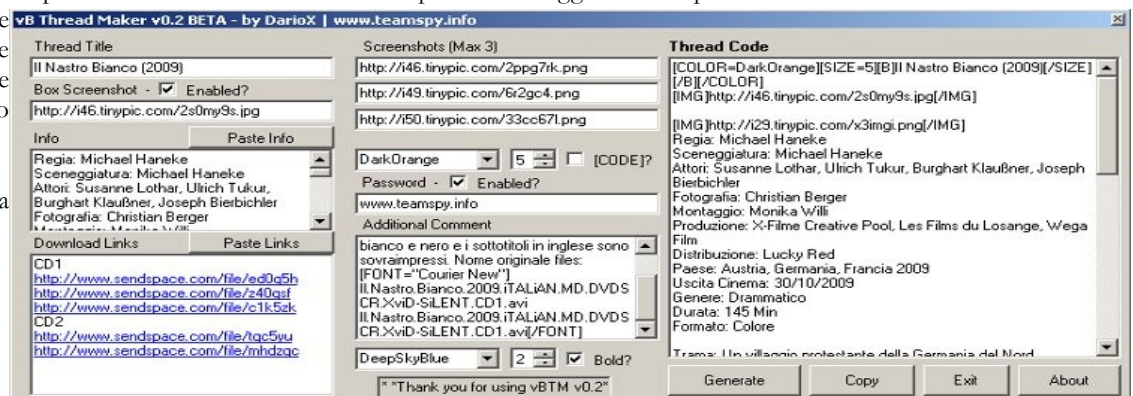 vB Thread Maker v0.2 BETA - by DarioX | www.teamspy.info
Thread Title
Il Nastro Bianco (2009)
Box Screenshot - Enabled?
http://i46.tinypic.com/2s0my9s.jpg
Info
Paste Info
Regia: Michael Haneke
Sceneggiatura: Michael Haneke
Attori: Susanne Lothar, Ulrich Tukur,
Burghart Klaußner, Joseph Bierbichler
Fotografia: Christian Berger
Download Links
Paste Links
CD1
http://www.sendspace.com/file/ed0q5h
http://www.sendspace.com/file/z40qsf
http://www.sendspace.com/file/c1k5zk
CD2
http://www.sendspace.com/file/tgc5yu
http://www.sendspace.com/file/mhdzqc
Screenshots (Max 3)
http://i46.tinypic.com/2ppg7rk.png
http://i49.tinypic.com/6r2gc4.png
http://i50.tinypic.com/33cc67l.png
DarkOrange 5 [CODE]?
Password - Enabled?
www.teamspy.info
Additional Comment
bianco e nero e i sottotitoli in inglese sono
sovraimpressi. Nome originale files:
[FONT="Courier New"]
Il.Nastro.Bianco.2009.iTALiAN.MD.DVDS
CR.XviD-SiLENT.CD1.avi
Il.Nastro.Bianco.2009.iTALiAN.MD.DVDS
CR.XviD-SiLENT.CD1.avi[/FONT]
DeepSkyBlue 2 Bold?
* *Thank you for using vBTM v0.2*
Thread Code
[COLOR=DarkOrange][SIZE=5][B]Il Nastro Bianco (2009)[/SIZE]
[/B][/COLOR]
[IMG]http://i46.tinypic.com/2s0my9s.jpg[/IMG]
[IMG]http://i29.tinypic.com/x3imgi.png[/IMG]
Regia: Michael Haneke
Sceneggiatura: Michael Haneke
Attori: Susanne Lothar, Ulrich Tukur, Burghart Klaußner, Joseph
Bierbichler
Fotografia: Christian Berger
Montaggio: Monika Willi
Produzione: X-Filme Creative Pool, Les Films du Losange, Wega
Film
Distribuzione: Lucky Red
Paese: Austria, Germania, Francia 2009
Uscita Cinema: 30/10/2009
Genere: Drammatico
Durata: 145 Min
Formato: Colore
Trama: Un villaggio protestante della Germania del Nord
Generate
Copy
Exit
About